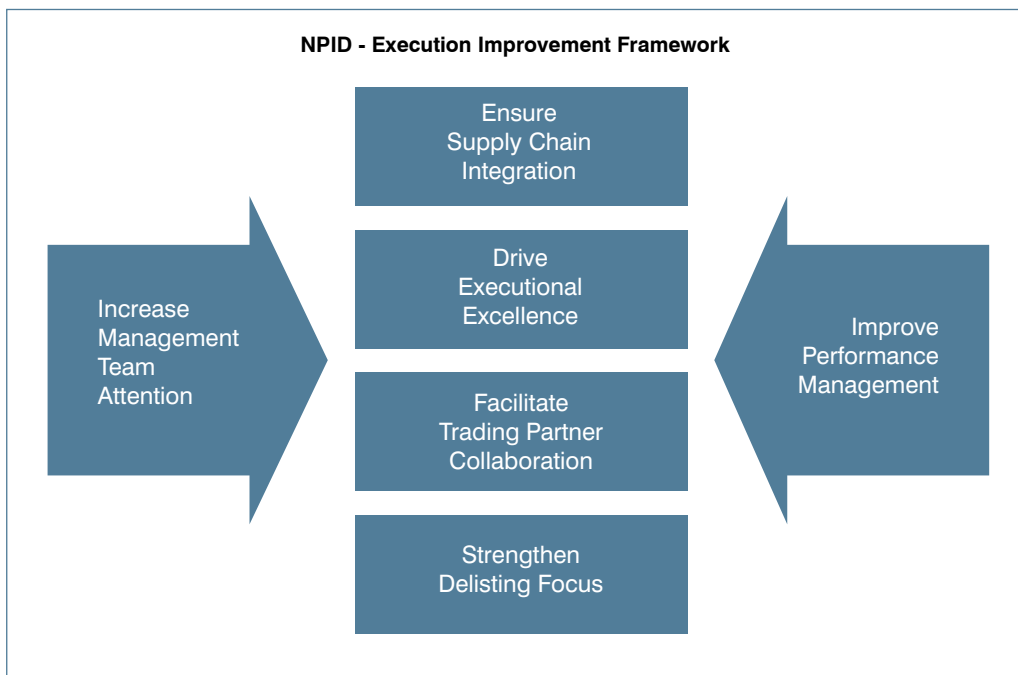 NPID - Execution Improvement Framework
Ensure
Supply Chain
Integration
Drive
Executional
Excellence
Facilitate
Trading Partner
Collaboration
Strengthen
Delisting Focus
Increase
Management
Team
Attention
Improve
Performance
Management